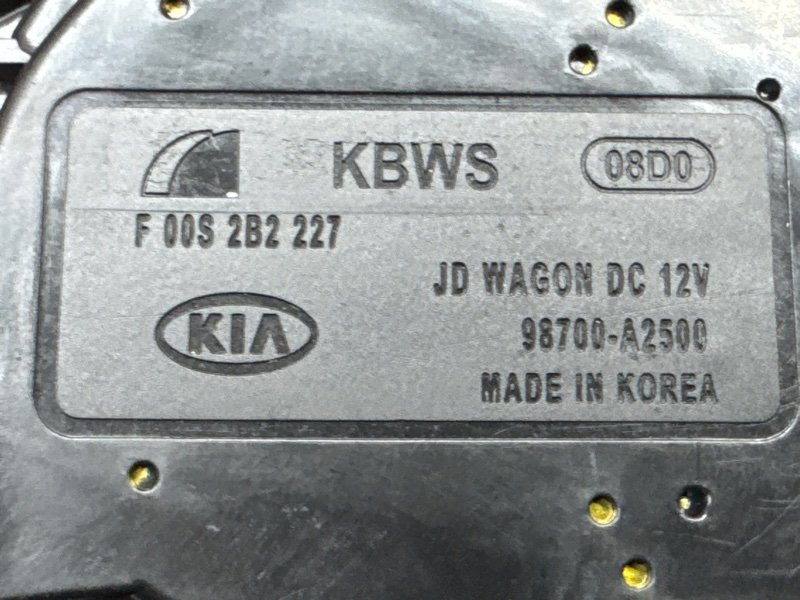 KBWS 08D0
F 00S 2B2 227
JD WAGON DC 12V
KIA 98700-A2500
MADE IN KOREA